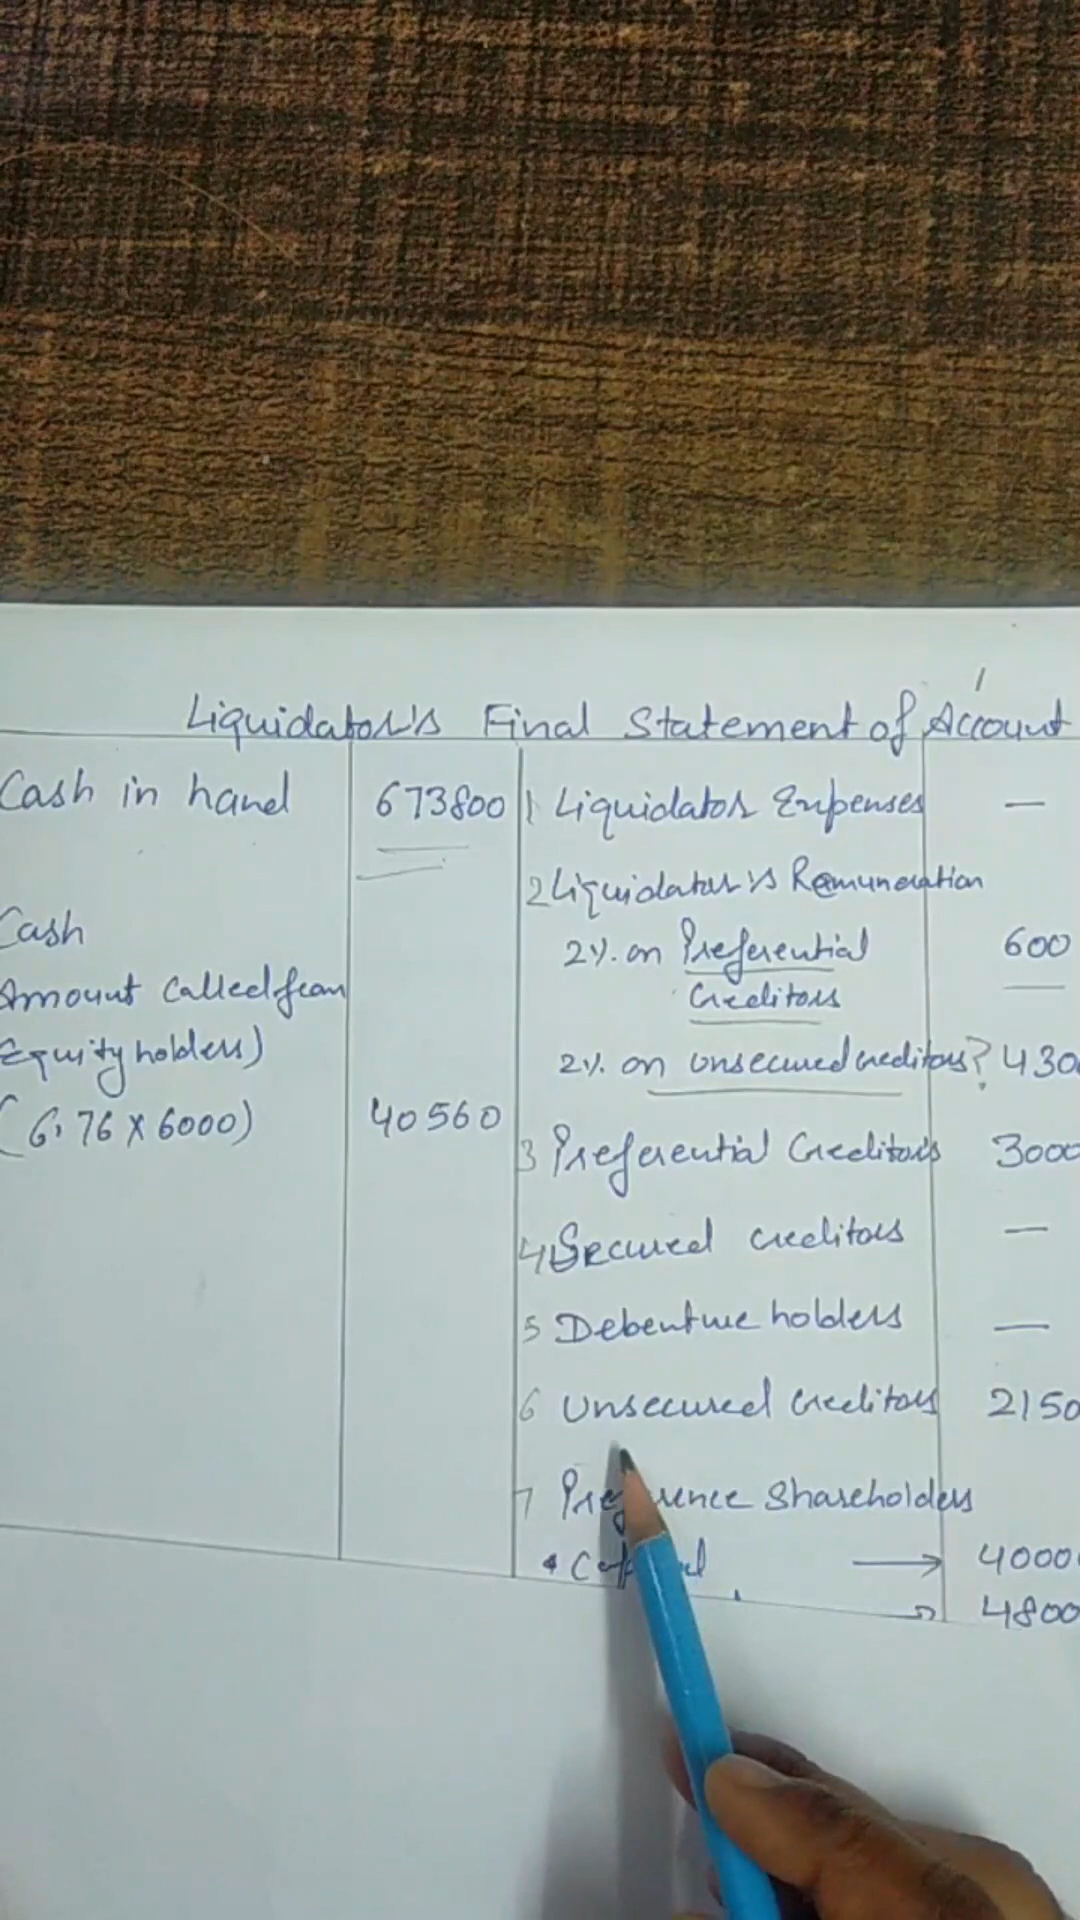 Liquidator's Final Statement of Account
Cash in hand 673800 1 Liquidator Expenses —
2 Liquidator's Remuneration
2% on Preferential 600
Creditors
2% on unsecured creditors? 430
Cash
Amount Called from
Equity holders)
(6.76 X 6000) 40560
3 Preferential Creditors 3000
4 Secured creditors —
5 Debenture holders —
6 Unsecured Creditors 2150
7 Preference Shareholders
→ 4000
→ 4800